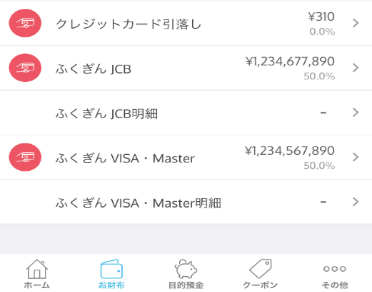 クレジットカード引落し ¥310
0.0%
ふくぎん JCB ¥1,234,677,890
50.0%
ふくぎん JCB明細 -
ふくぎん VISA・Master ¥1,234,567,890
50.0%
ふくぎん VISA・Master明細 -
ホーム お財布 目的預金 クーポン その他